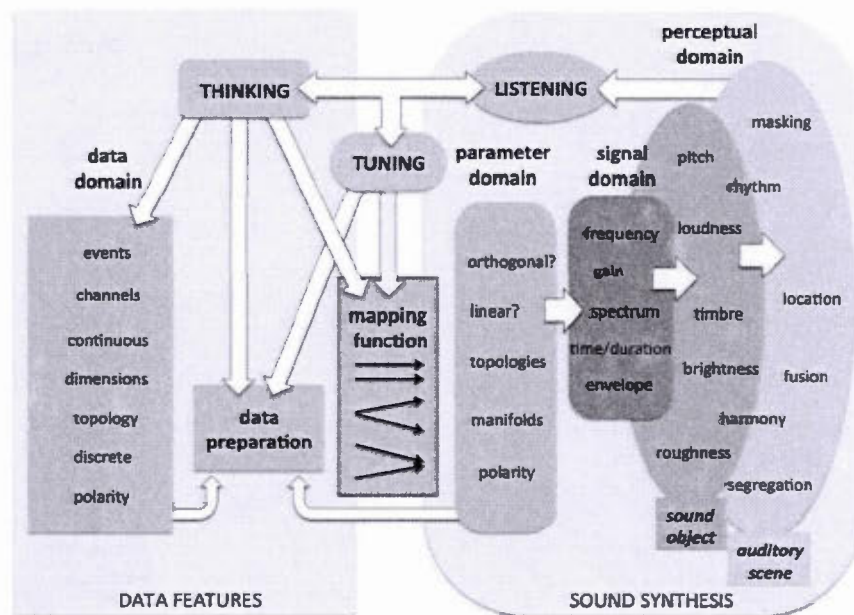 perceptual
domain
THINKING
LISTENING
masking
data
domain
TUNING
parameter
domain
signal
domain
pitch
rhythm
events
channels
continuous
dimensions
topology
discrete
polarity
data
preparation
mapping
function
orthogonal?
linear?
topologies
manifolds
polarity
frequency
gain
spectrum
time/duration
envelope
loudness
timbre
brightness
harmony
roughness
location
fusion
segregation
sound
object
auditory
scene
DATA FEATURES
SOUND SYNTHESIS